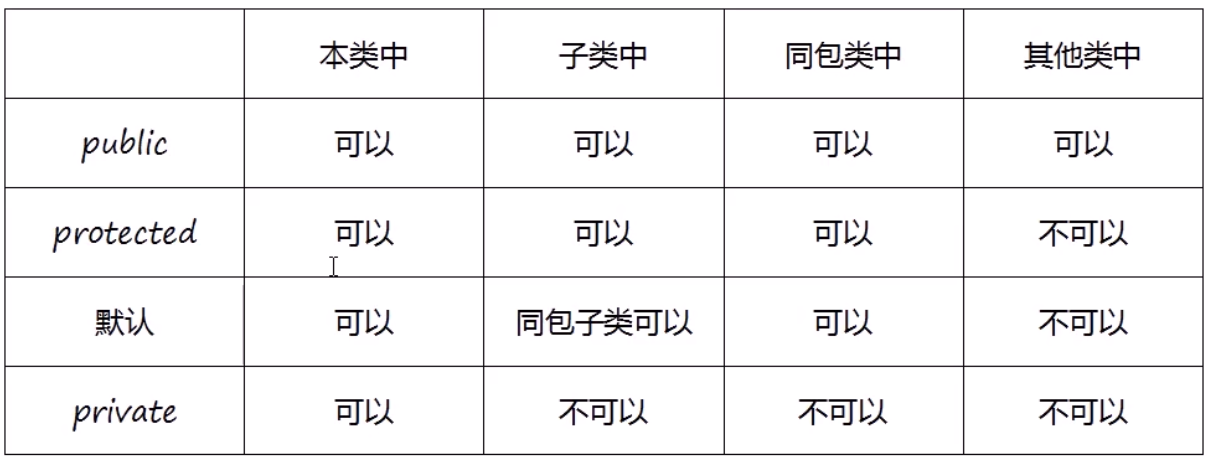 本类中 子类中 同包类中 其他类中
public 可以 可以 可以 可以
protected 可以 可以 可以 不可以
默认 可以 同包子类可以 可以 不可以
private 可以 不可以 不可以 不可以